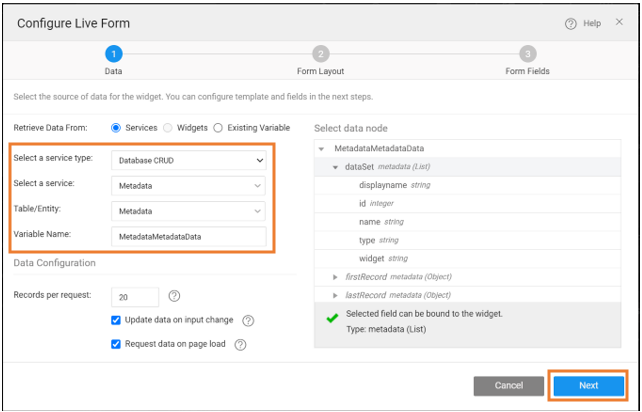 Configure Live Form
Help
1 2 3
Data Form Layout Form Fields
Select the source of data for the widget. You can configure template and fields in the next steps.
Retrieve Data From: Services Widgets Existing Variable
Select a service type: Database CRUD
Select a service: Metadata
Table/Entity: Metadata
Variable Name: MetadataMetadataData
Data Configuration
Records per request: 20 ?
Update data on input change ?
Request data on page load ?
Select data node
MetadataMetadataData
dataSet metadata (List)
displayname string
id integer
name string
type string
widget string
firstRecord metadata (Object)
lastRecord metadata (Object)
Selected field can be bound to the widget.
Type: metadata (List)
Cancel Next